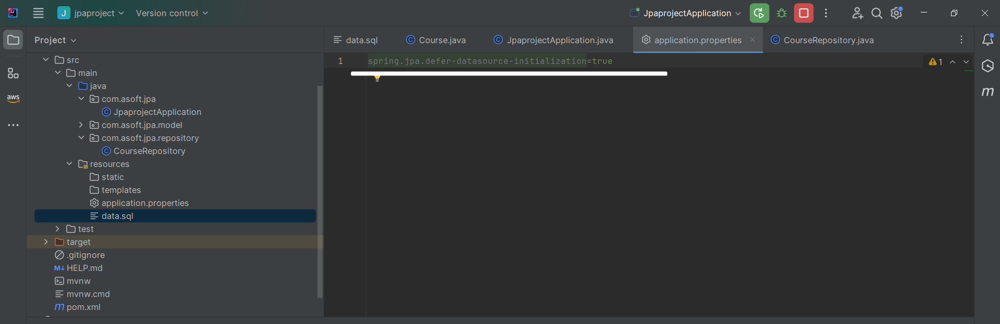 J jpaproject Version control JpaprojectApplication
Project
data.sql Course.java JpaprojectApplication.java application.properties CourseRepository.java
src
main
java
com.asoft.jpa
JpaprojectApplication
com.asoft.jpa.model
com.asoft.jpa.repository
CourseRepository
resources
static
templates
application.properties
data.sql
test
target
.gitignore
M↓ HELP.md
mvnw
mvnw.cmd
m pom.xml
aws
1 spring.jpa.defer-datasource-initialization=true
1
m